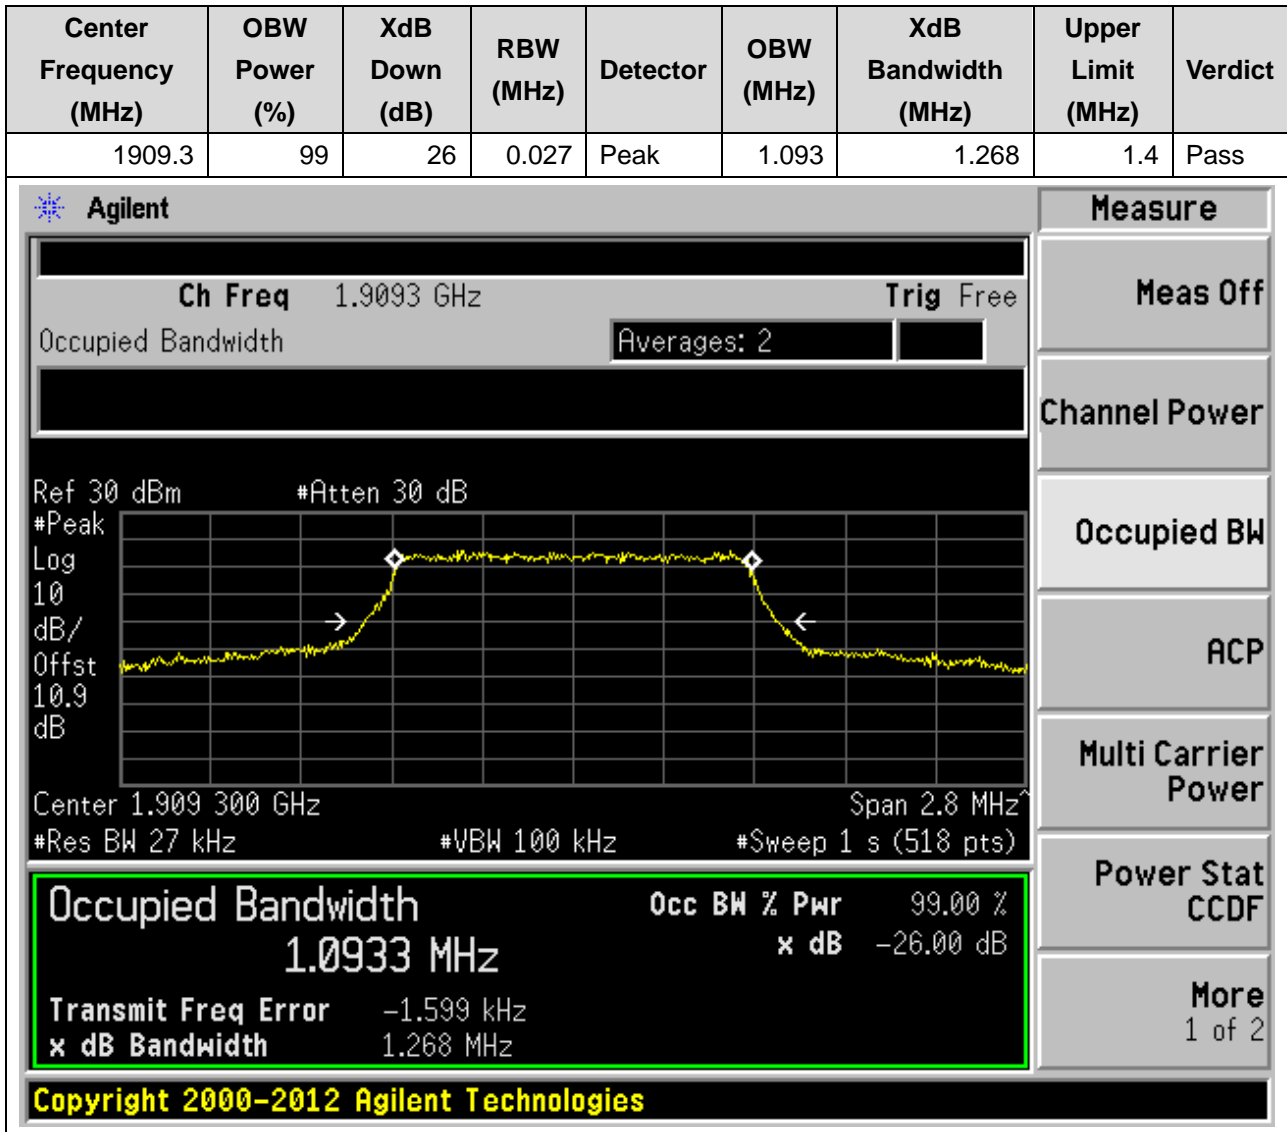 Center Frequency (MHz) OBW Power (%) XdB Down (dB) RBW (MHz) Detector OBW (MHz) XdB Bandwidth (MHz) Upper Limit (MHz) Verdict
1909.3 99 26 0.027 Peak 1.093 1.268 1.4 Pass
Agilent
Measure
Ch Freq 1.9093 GHz Trig Free
Meas Off
Occupied Bandwidth Averages: 2
Channel Power
Ref 30 dBm #Atten 30 dB
#Peak
Log
10
dB/
Offst
10.9
dB
Occupied BW
ACP
Center 1.909 300 GHz Span 2.8 MHz^
#Res BW 27 kHz #VBW 100 kHz #Sweep 1 s (518 pts)
Multi Carrier
Power
Occupied Bandwidth
1.0933 MHz
Occ BW % Pwr 99.00 %
x dB -26.00 dB
Transmit Freq Error -1.599 kHz
x dB Bandwidth 1.268 MHz
Power Stat
CCDF
More
1 of 2
Copyright 2000-2012 Agilent Technologies